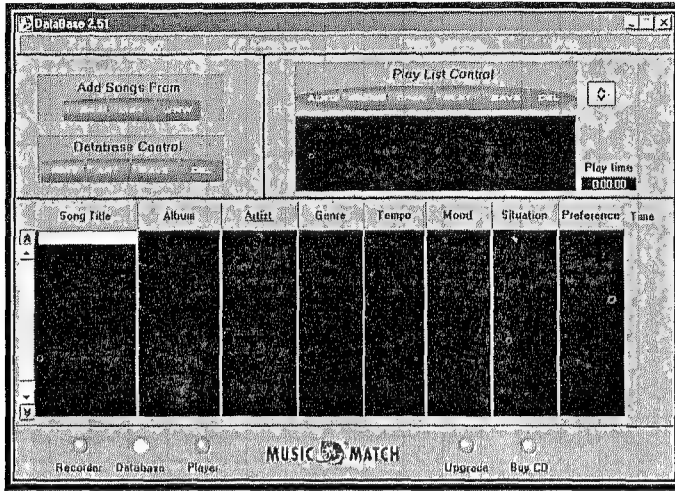 DataBase 2.51
Add Songs From
Play List Control
Database Control
Play time
0:00:00
Song Title Album Artist Genre Tempo Mood Situation Preference Time
MUSIC MATCH
Recorder Database Player Upgrade Buy CD